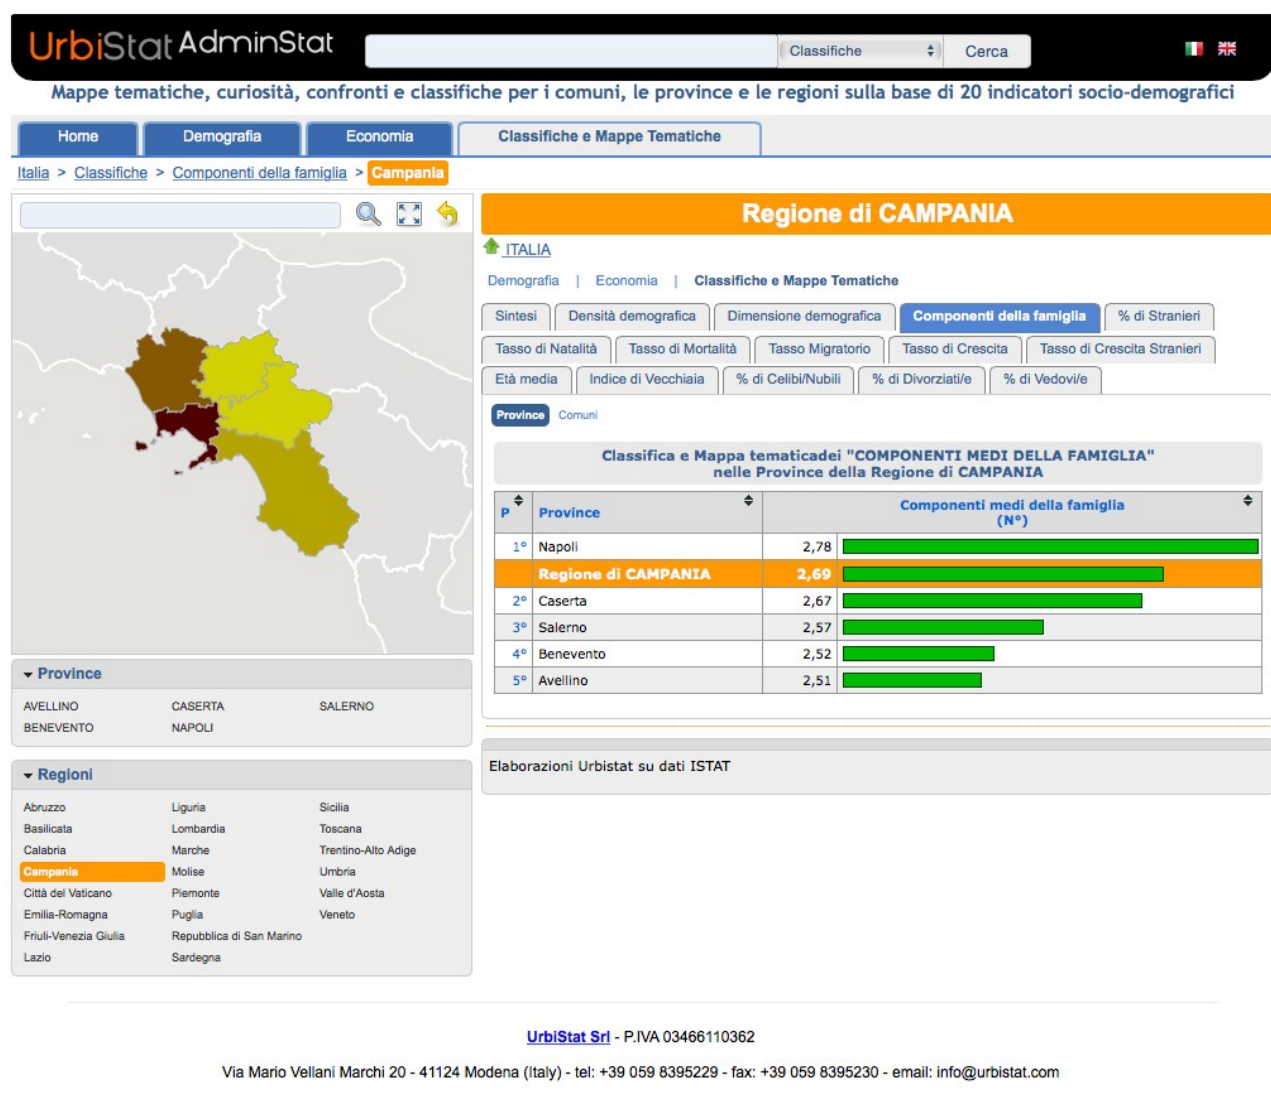 UrbiStat AdminStat
Classifiche
Cerca
Mappe tematiche, curiosità, confronti e classifiche per i comuni, le province e le regioni sulla base di 20 indicatori socio-demografici
Home Demografia Economia Classifiche e Mappe Tematiche
Italia > Classifiche > Componenti della famiglia > Campania
Regione di CAMPANIA
ITALIA
Demografia | Economia | Classifiche e Mappe Tematiche
Sintesi Densità demografica Dimensione demografica Componenti della famiglia % di Stranieri
Tasso di Natalità Tasso di Mortalità Tasso Migratorio Tasso di Crescita Tasso di Crescita Stranieri
Età media Indice di Vecchiaia % di Celibi/Nubili % di Divorziati/e % di Vedovi/e
Province Comuni
Classifica e Mappa tematicadei "COMPONENTI MEDI DELLA FAMIGLIA"
nelle Province della Regione di CAMPANIA
P Province Componenti medi della famiglia
(N°)
1° Napoli 2,78
Regione di CAMPANIA 2,69
2° Caserta 2,67
3° Salerno 2,57
4° Benevento 2,52
5° Avellino 2,51
Elaborazioni Urbistat su dati ISTAT
Province
AVELLINO CASERTA SALERNO
BENEVENTO NAPOLI
Regioni
Abruzzo Liguria Sicilia
Basilicata Lombardia Toscana
Calabria Marche Trentino-Alto Adige
Campania Molise Umbria
Città del Vaticano Piemonte Valle d'Aosta
Emilia-Romagna Puglia Veneto
Friuli-Venezia Giulia Repubblica di San Marino
Lazio Sardegna
UrbiStat Srl - P.IVA 03466110362
Via Mario Vellani Marchi 20 - 41124 Modena (Italy) - tel: +39 059 8395229 - fax: +39 059 8395230 - email: info@urbistat.com